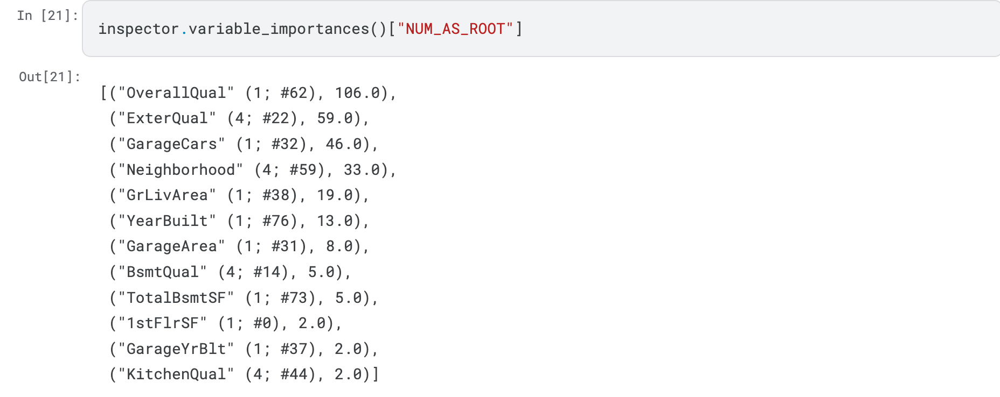 In [21]:
inspector.variable_importances()["NUM_AS_ROOT"]
Out[21]:
[("OverallQual" (1; #62), 106.0),
("ExterQual" (4; #22), 59.0),
("GarageCars" (1; #32), 46.0),
("Neighborhood" (4; #59), 33.0),
("GrLivArea" (1; #38), 19.0),
("YearBuilt" (1; #76), 13.0),
("GarageArea" (1; #31), 8.0),
("BsmtQual" (4; #14), 5.0),
("TotalBsmtSF" (1; #73), 5.0),
("1stFlrSF" (1; #0), 2.0),
("GarageYrBlt" (1; #37), 2.0),
("KitchenQual" (4; #44), 2.0)]